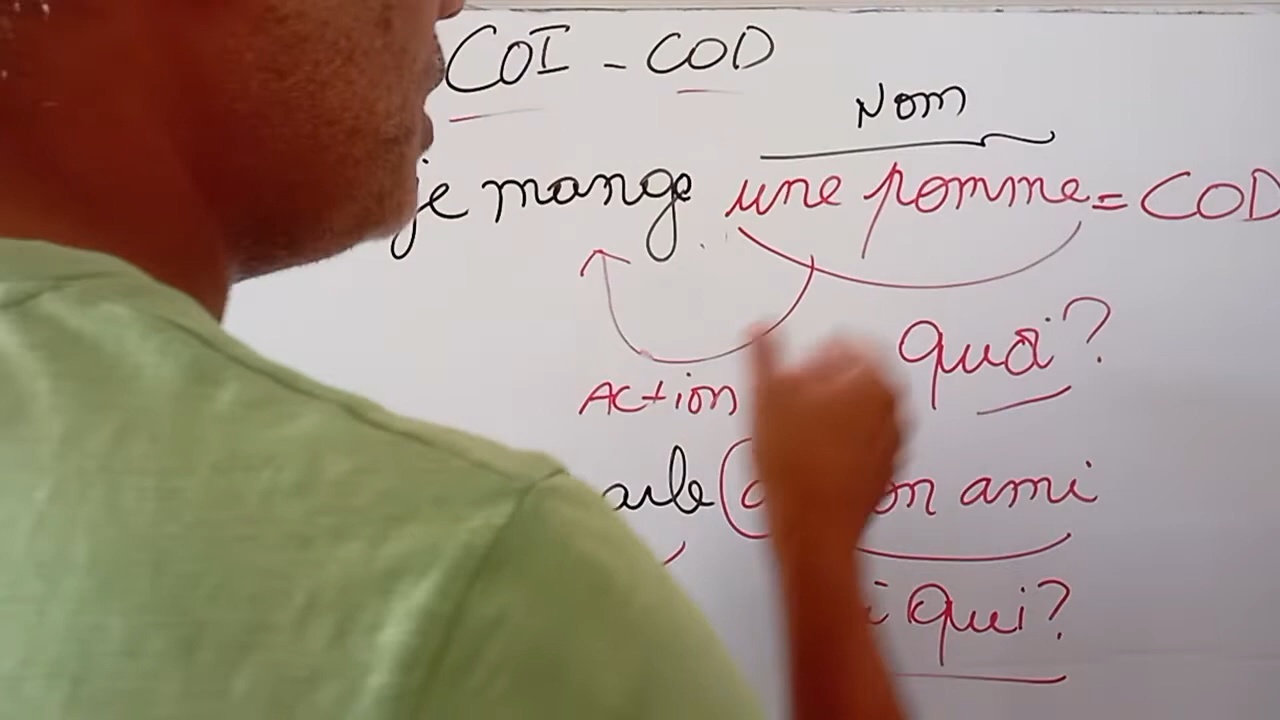 COI - COD
Nom
je mange une pomme = COD
quoi ?
Action
on ami
qui ?